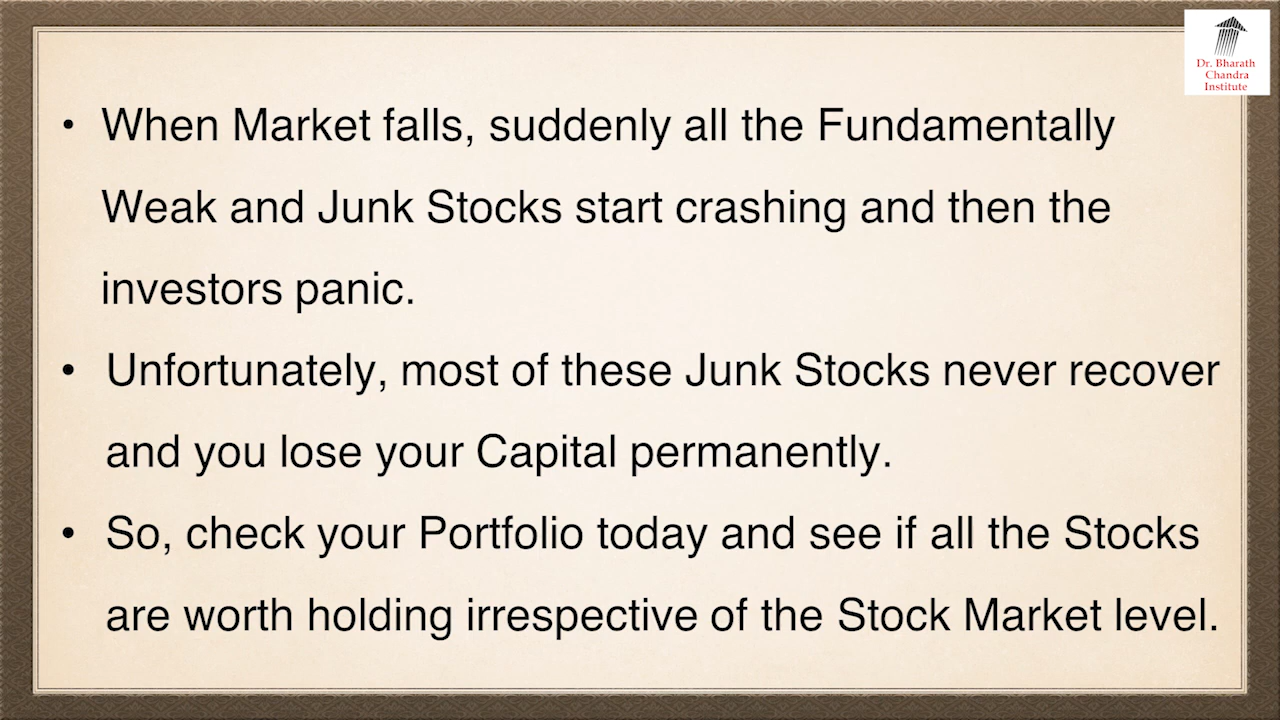 Dr. Bharath
Chandra
Institute
• When Market falls, suddenly all the Fundamentally
Weak and Junk Stocks start crashing and then the
investors panic.
• Unfortunately, most of these Junk Stocks never recover
and you lose your Capital permanently.
• So, check your Portfolio today and see if all the Stocks
are worth holding irrespective of the Stock Market level.